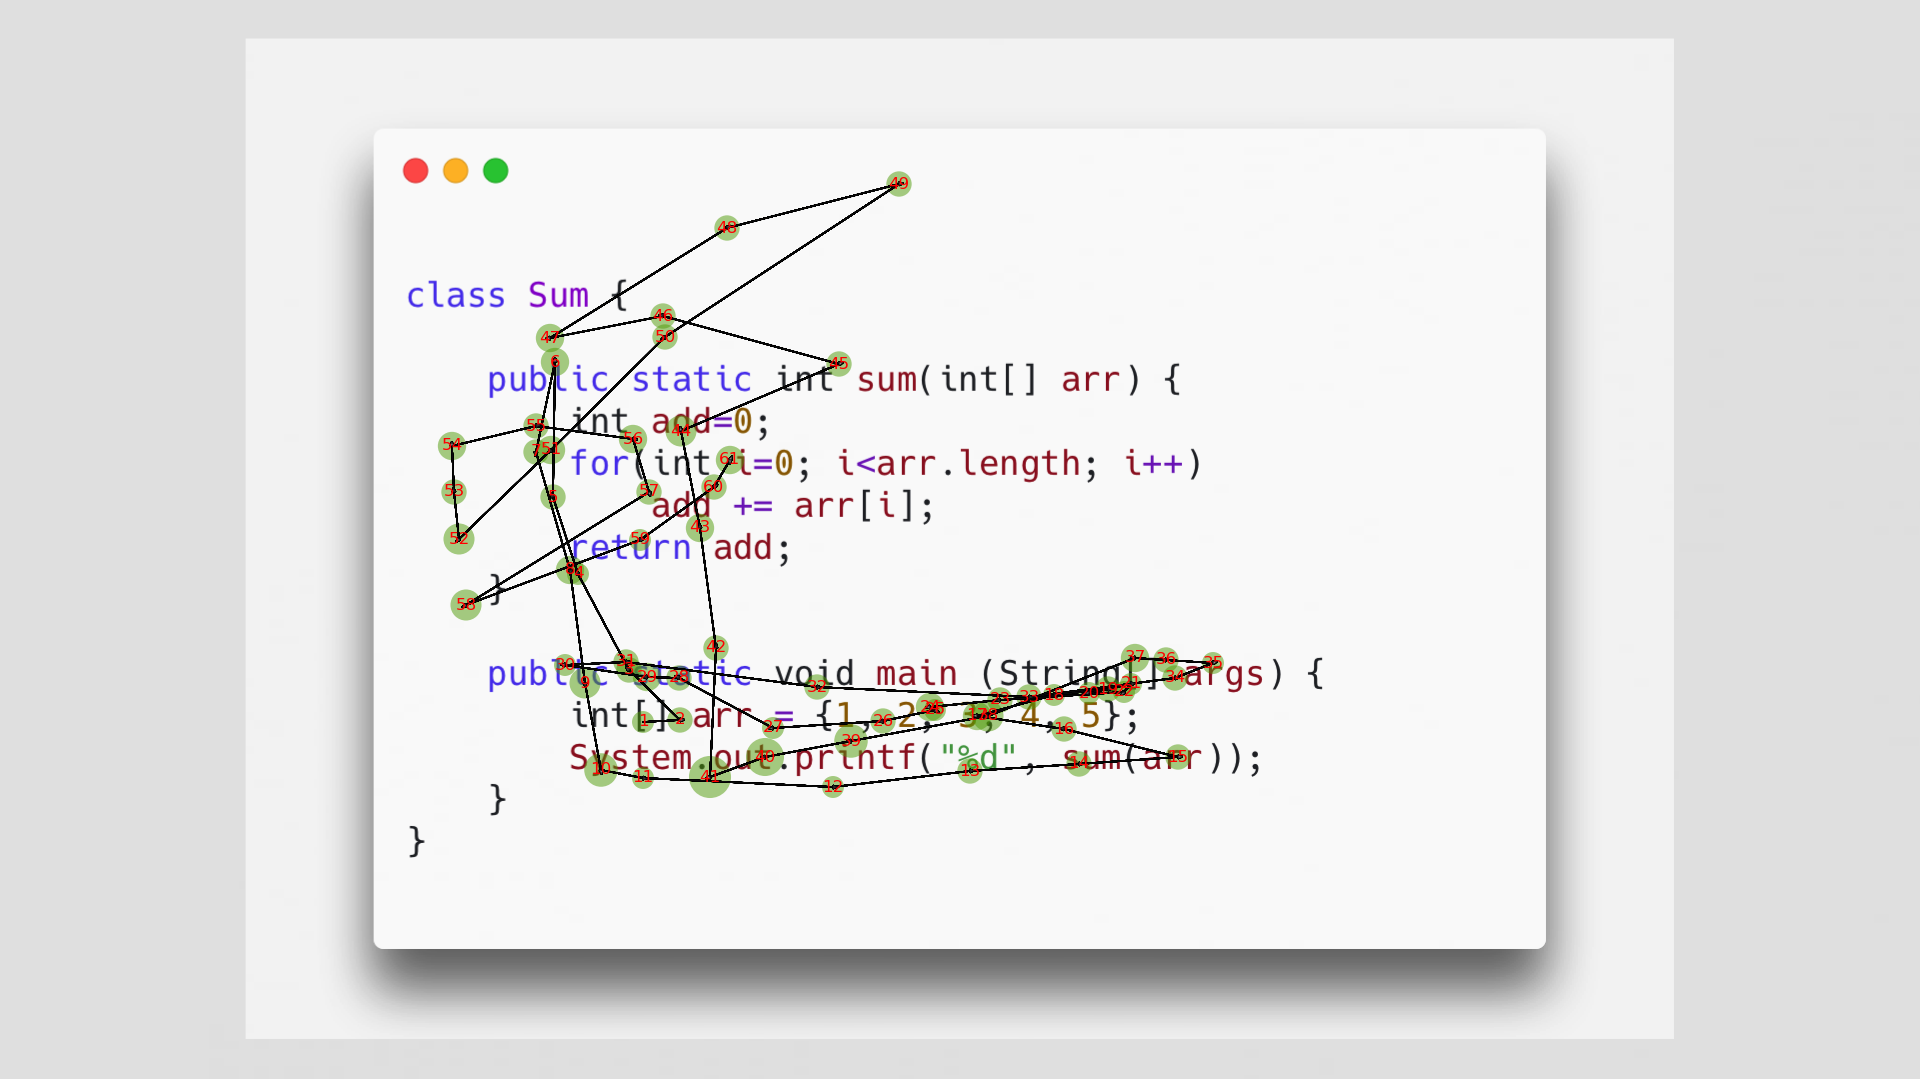 class Sum {
public static int sum(int[] arr) {
int add=0;
for(int i=0; i<arr.length; i++)
add += arr[i];
return add;
}
public static void main (String[] args) {
int[] arr = {1, 2, 3, 4, 5};
System.out.printf("%d", sum(arr));
}
}